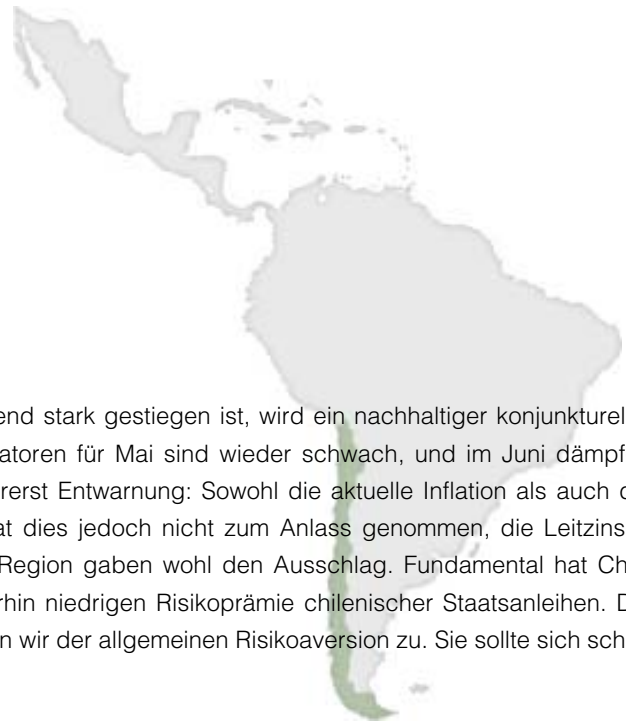 end stark gestiegen ist, wird ein nachhaltiger konjunkturel
atoren für Mai sind wieder schwach, und im Juni dämpf
rerst Entwarnung: Sowohl die aktuelle Inflation als auch d
at dies jedoch nicht zum Anlass genommen, die Leitzins
Region gaben wohl den Ausschlag. Fundamental hat Ch
rhin niedrigen Risikoprämie chilenischer Staatsanleihen. D
n wir der allgemeinen Risikoaversion zu. Sie sollte sich sch